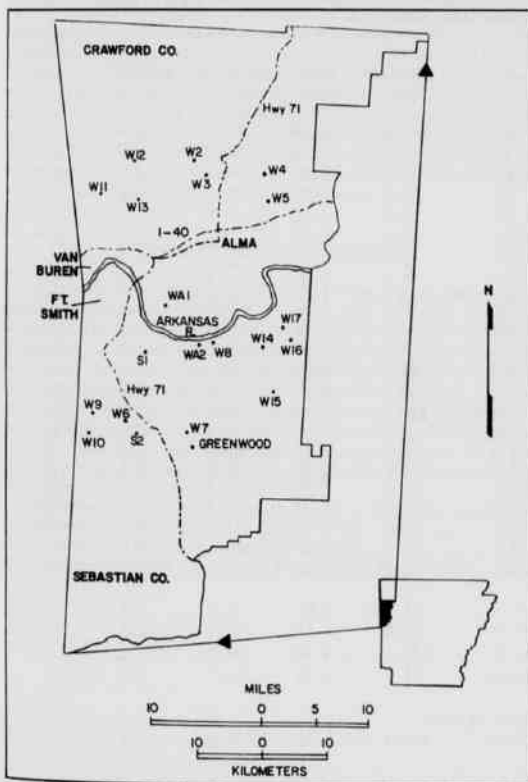 CRAWFORD CO.
Hwy 71
W12
W2
W3
W4
W11
W13
W5
I-40
ALMA
VAN
BUREN
FT.
SMITH
WA1
ARKANSAS
R.
W17
WA2
W8
W14
W16
S1
Hwy 71
W15
W9
W6
W10
S2
W7
GREENWOOD
N
SEBASTIAN CO.
MILES
10 0 5 10
10 0 10
KILOMETERS